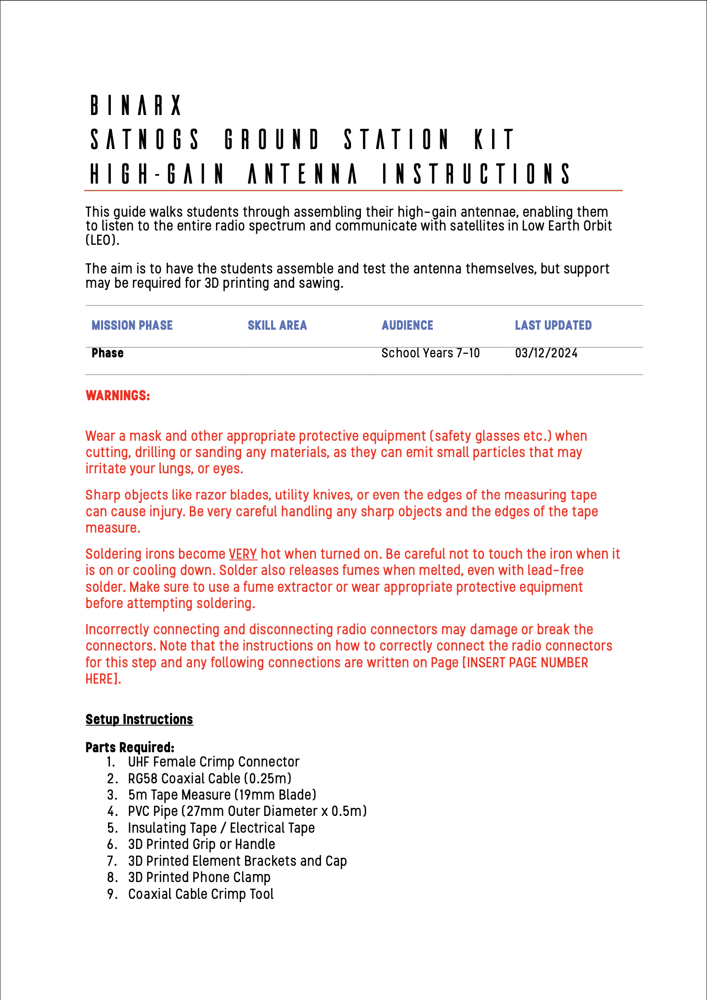 BINARX
SATNOGS GROUND STATION KIT
HIGH-GAIN ANTENNA INSTRUCTIONS
This guide walks students through assembling their high-gain antennae, enabling them
to listen to the entire radio spectrum and communicate with satellites in Low Earth Orbit
(LEO).
The aim is to have the students assemble and test the antenna themselves, but support
may be required for 3D printing and sawing.
MISSION PHASE SKILL AREA AUDIENCE LAST UPDATED
Phase School Years 7-10 03/12/2024
WARNINGS:
Wear a mask and other appropriate protective equipment (safety glasses etc.) when
cutting, drilling or sanding any materials, as they can emit small particles that may
irritate your lungs, or eyes.
Sharp objects like razor blades, utility knives, or even the edges of the measuring tape
can cause injury. Be very careful handling any sharp objects and the edges of the tape
measure.
Soldering irons become VERY hot when turned on. Be careful not to touch the iron when it
is on or cooling down. Solder also releases fumes when melted, even with lead-free
solder. Make sure to use a fume extractor or wear appropriate protective equipment
before attempting soldering.
Incorrectly connecting and disconnecting radio connectors may damage or break the
connectors. Note that the instructions on how to correctly connect the radio connectors
for this step and any following connections are written on Page [INSERT PAGE NUMBER
HERE].
Setup Instructions
Parts Required:
1. UHF Female Crimp Connector
2. RG58 Coaxial Cable (0.25m)
3. 5m Tape Measure (19mm Blade)
4. PVC Pipe (27mm Outer Diameter x 0.5m)
5. Insulating Tape / Electrical Tape
6. 3D Printed Grip or Handle
7. 3D Printed Element Brackets and Cap
8. 3D Printed Phone Clamp
9. Coaxial Cable Crimp Tool